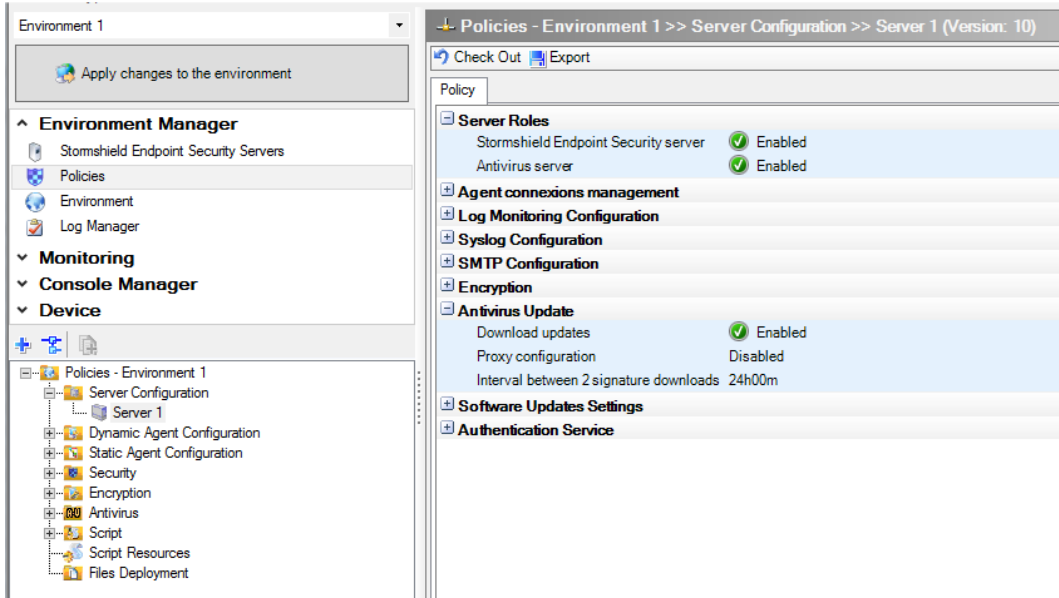 Environment 1
Apply changes to the environment
Environment Manager
Stormshield Endpoint Security Servers
Policies
Environment
Log Manager
Monitoring
Console Manager
Device
Policies - Environment 1
Server Configuration
Server 1
Dynamic Agent Configuration
Static Agent Configuration
Security
Encryption
Antivirus
Script
Script Resources
Files Deployment
Policies - Environment 1 >> Server Configuration >> Server 1 (Version: 10)
Check Out Export
Policy
Server Roles
Stormshield Endpoint Security server Enabled
Antivirus server Enabled
Agent connexions management
Log Monitoring Configuration
Syslog Configuration
SMTP Configuration
Encryption
Antivirus Update
Download updates Enabled
Proxy configuration Disabled
Interval between 2 signature downloads 24h00m
Software Updates Settings
Authentication Service